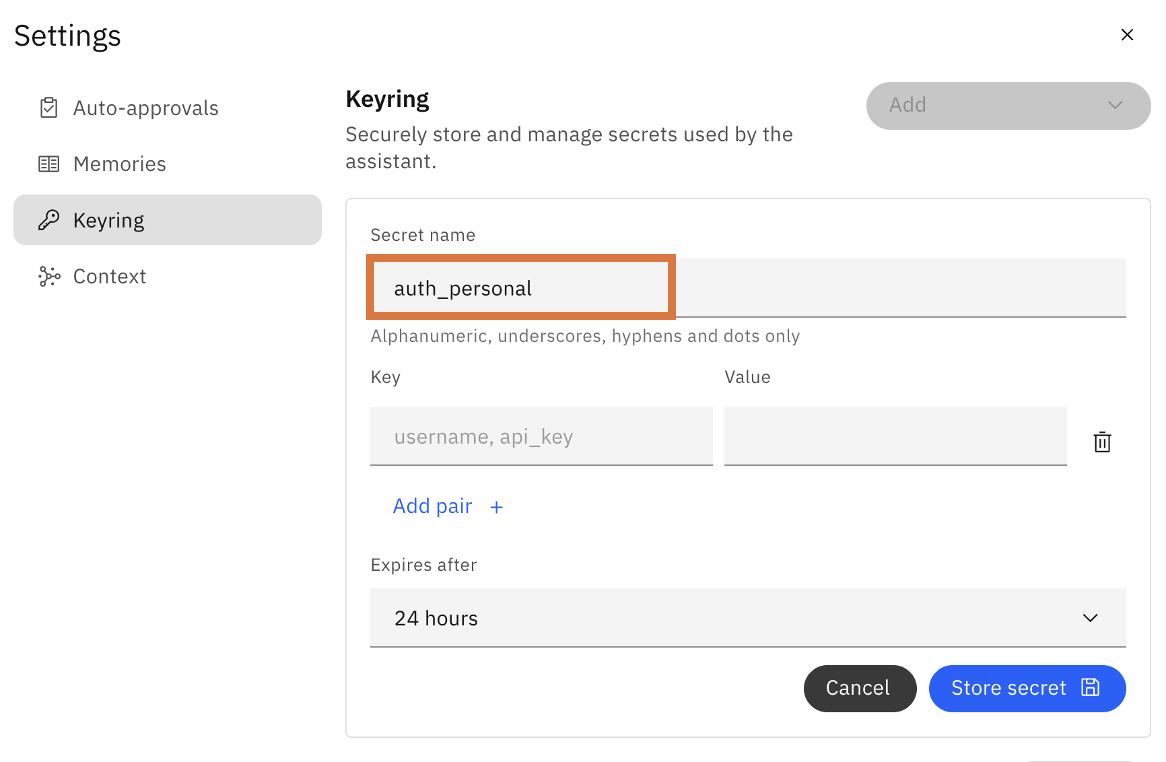 Settings
Auto-approvals
Memories
Keyring
Context
Keyring
Add
Securely store and manage secrets used by the
assistant.
Secret name
auth_personal
Alphanumeric, underscores, hyphens and dots only
Key
Value
username, api_key
Add pair +
Expires after
24 hours
Cancel
Store secret